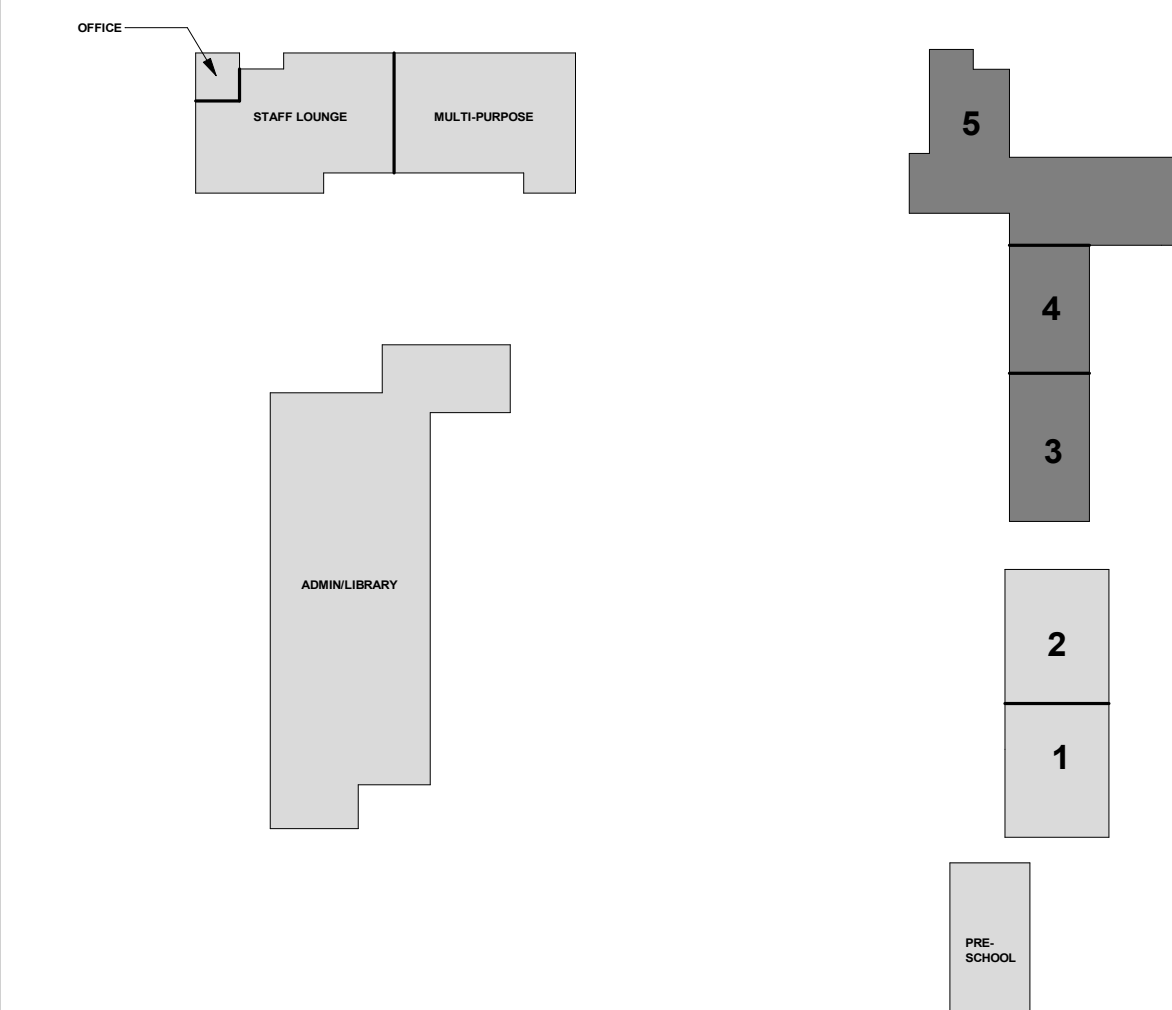 OFFICE
STAFF LOUNGE
MULTI-PURPOSE
5
4
3
ADMIN/LIBRARY
2
1
PRE-
SCHOOL